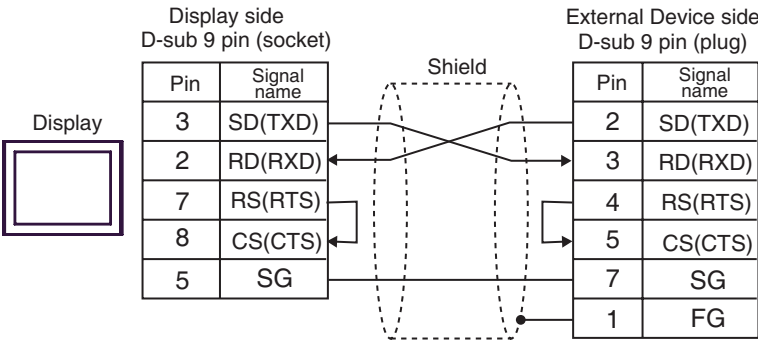 Display side
D-sub 9 pin (socket)
External Device side
D-sub 9 pin (plug)
Shield
Display
Pin Signal name
3 SD(TXD)
2 RD(RXD)
7 RS(RTS)
8 CS(CTS)
5 SG
Pin Signal name
2 SD(TXD)
3 RD(RXD)
4 RS(RTS)
5 CS(CTS)
7 SG
1 FG